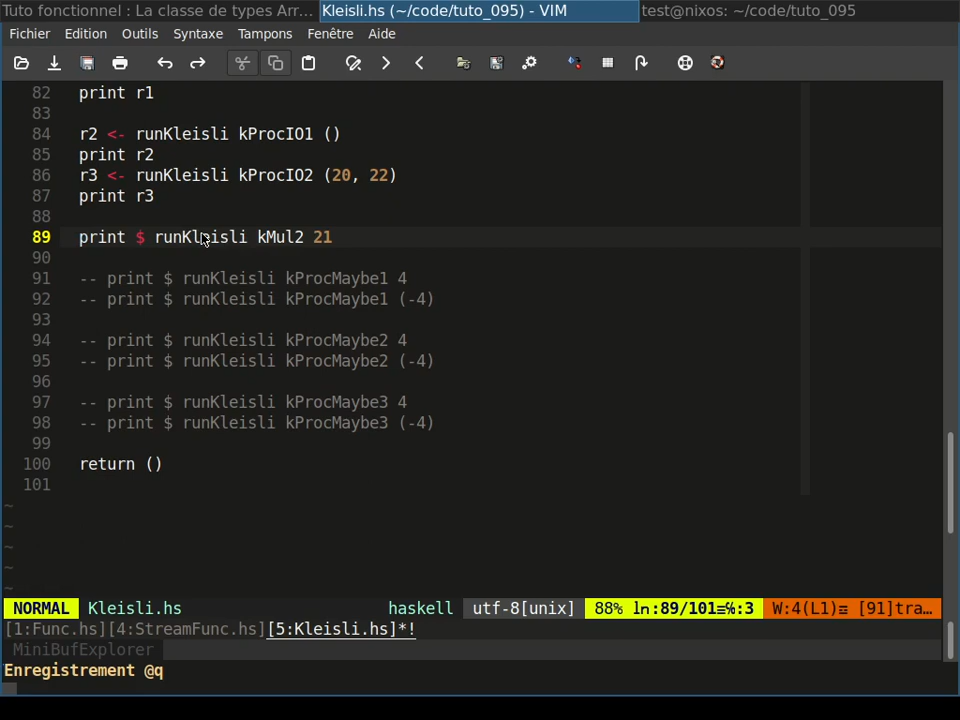 Tuto fonctionnel : La classe de types Arr... Kleisli.hs (~/code/tuto_095) - VIM test@nixos: ~/code/tuto_095
Fichier Edition Outils Syntaxe Tampons Fenêtre Aide
82 print r1
83
84 r2 <- runKleisli kProcIO1 ()
85 print r2
86 r3 <- runKleisli kProcIO2 (20, 22)
87 print r3
88
89 print $ runKleisli kMul2 21
90
91 -- print $ runKleisli kProcMaybe1 4
92 -- print $ runKleisli kProcMaybe1 (-4)
93
94 -- print $ runKleisli kProcMaybe2 4
95 -- print $ runKleisli kProcMaybe2 (-4)
96
97 -- print $ runKleisli kProcMaybe3 4
98 -- print $ runKleisli kProcMaybe3 (-4)
99
100 return ()
101
~
~
~
~
~
NORMAL Kleisli.hs haskell utf-8[unix] 88% ln:89/101≡℅:3 W:4(L1)≡ [91]tra…
[1:Func.hs][4:StreamFunc.hs][5:Kleisli.hs]*!
MiniBufExplorer
Enregistrement @q